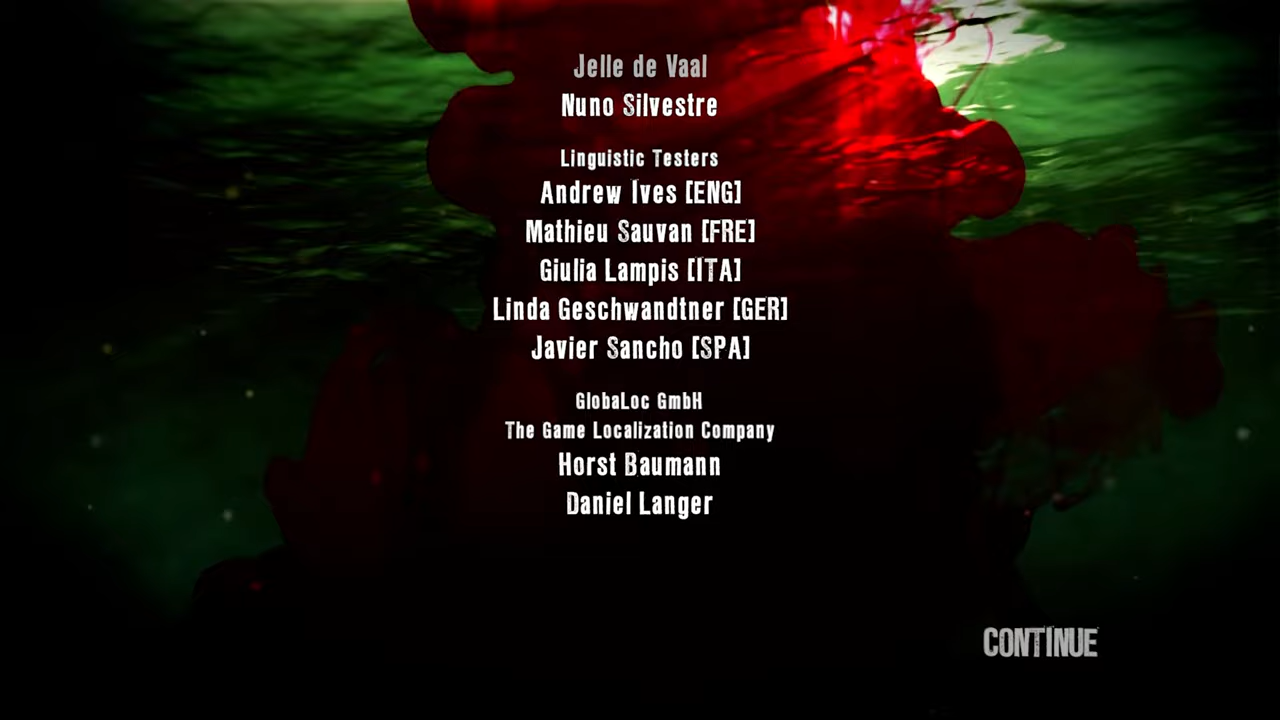 Jelle de Vaal
Nuno Silvestre
Linguistic Testers
Andrew Ives [ENG]
Mathieu Sauvan [FRE]
Giulia Lampis [ITA]
Linda Geschwandtner [GER]
Javier Sancho [SPA]
GlobaLoc GmbH
The Game Localization Company
Horst Baumann
Daniel Langer
CONTINUE